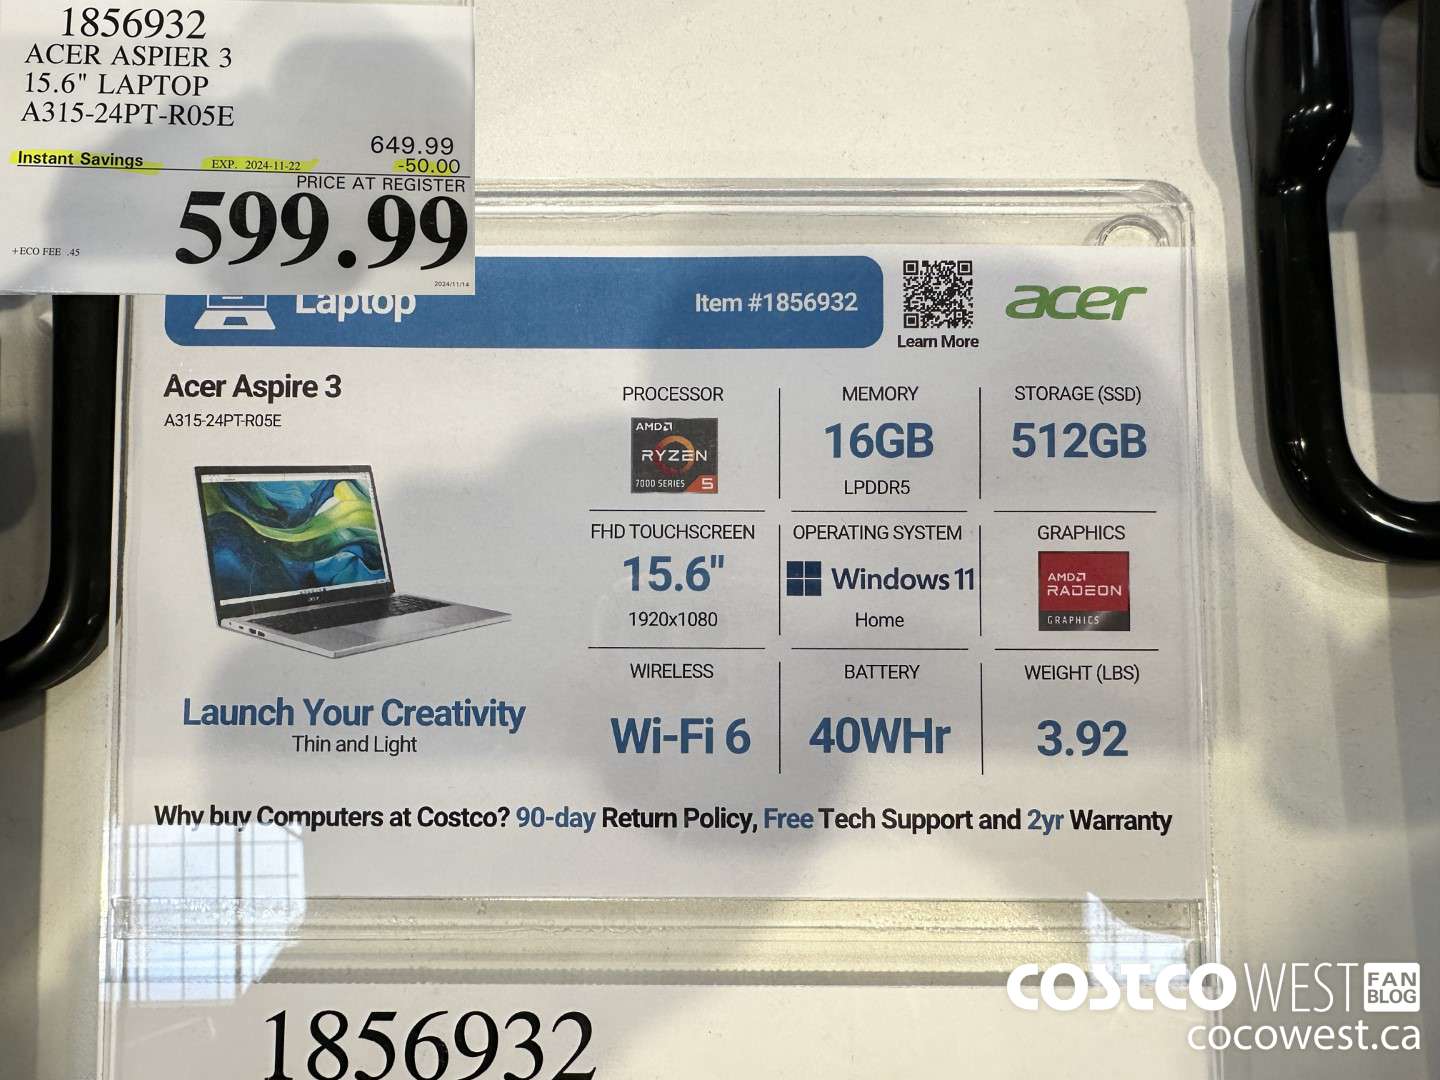 1856932
ACER ASPIER 3
15.6" LAPTOP
A315-24PT-R05E
649.99
Instant Savings EXP. 2024-11-22 -50.00
PRICE AT REGISTER
599.99
+ECO FEE .45
2024/11/14
Laptop
Item #1856932
Learn More
acer
Acer Aspire 3
A315-24PT-R05E
PROCESSOR
AMD
RYZEN
7000 SERIES 5
MEMORY
16GB
LPDDR5
STORAGE (SSD)
512GB
FHD TOUCHSCREEN
15.6"
1920x1080
OPERATING SYSTEM
Windows 11
Home
GRAPHICS
AMD
RADEON
GRAPHICS
WIRELESS
Wi-Fi 6
BATTERY
40WHr
WEIGHT (LBS)
3.92
Launch Your Creativity
Thin and Light
Why buy Computers at Costco? 90-day Return Policy, Free Tech Support and 2yr Warranty
1856932
COSTCO WEST FAN BLOG
cocowest.ca